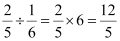 2/5 ÷ 1/6 = 2/5 × 6 = 12/5